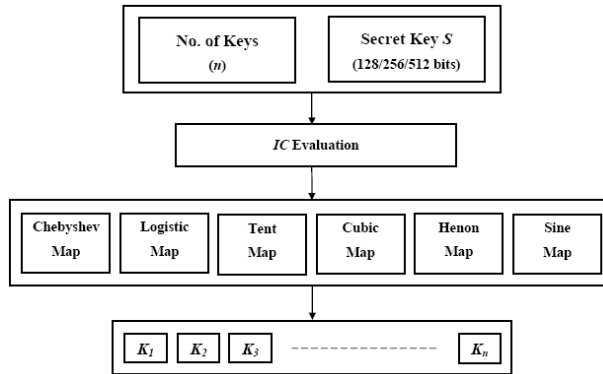 No. of Keys
(n)
Secret Key S
(128/256/512 bits)
IC Evaluation
Chebyshev
Map
Logistic
Map
Tent
Map
Cubic
Map
Henon
Map
Sine
Map
K1 K2 K3 Kn